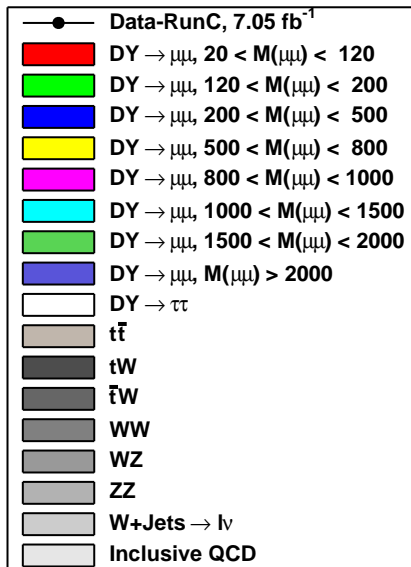 Data-RunC, 7.05 fb⁻¹
DY → μμ, 20 < M(μμ) < 120
DY → μμ, 120 < M(μμ) < 200
DY → μμ, 200 < M(μμ) < 500
DY → μμ, 500 < M(μμ) < 800
DY → μμ, 800 < M(μμ) < 1000
DY → μμ, 1000 < M(μμ) < 1500
DY → μμ, 1500 < M(μμ) < 2000
DY → μμ, M(μμ) > 2000
DY → ττ
tt̄
tW
t̄W
WW
WZ
ZZ
W+Jets → lν
Inclusive QCD